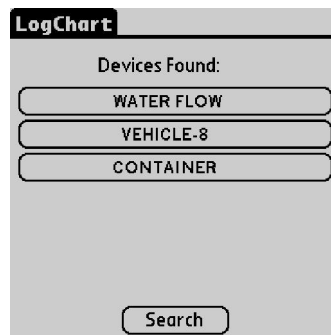 LogChart
Devices Found:
WATER FLOW
VEHICLE-8
CONTAINER
Search